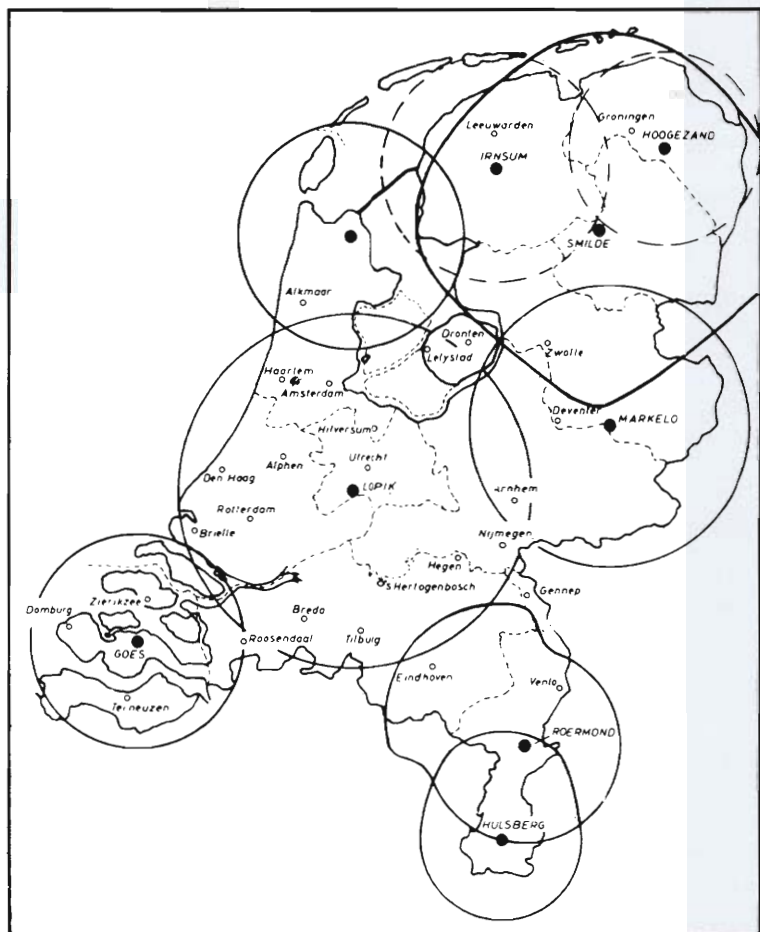 Leeuwarden
IRNSUM
Groningen
HOOGEZAND
SMILDE
Alkmaar
Dronten
Lelystad
Zwolle
Haarlem
Amsterdam
Deventer
MARKELO
Hilversum
Alphen
Utrecht
Den Haag
LOPIK
Arnhem
Rotterdam
Brielle
Nijmegen
Hegen
's Hertogenbosch
Gennep
Zierikzee
Domburg
Breda
Tilbuig
Roosendaal
GOES
Eindhoven
Venlo
Terneuzen
ROERMOND
HULSBERG